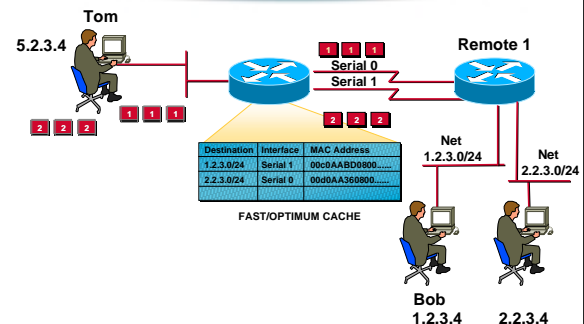 Tom
5.2.3.4
Remote 1
1 1 1
Serial 0
Serial 1
1 1 1
2 2 2
2 2 2
Destination Interface MAC Address
1.2.3.0/24 Serial 1 00c0AABD0800......
2.2.3.0/24 Serial 0 00d0AA360800......
FAST/OPTIMUM CACHE
Net
1.2.3.0/24
Net
2.2.3.0/24
Bob
1.2.3.4
2.2.3.4